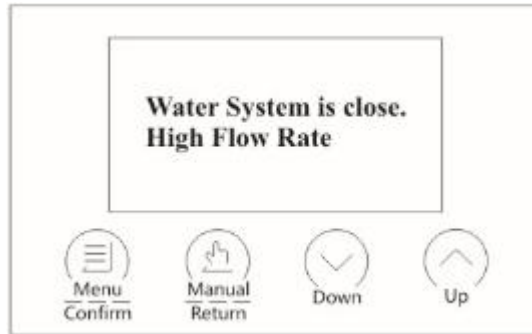 Water System is close.
High Flow Rate
Menu
Confirm
Manual
Return
Down
Up